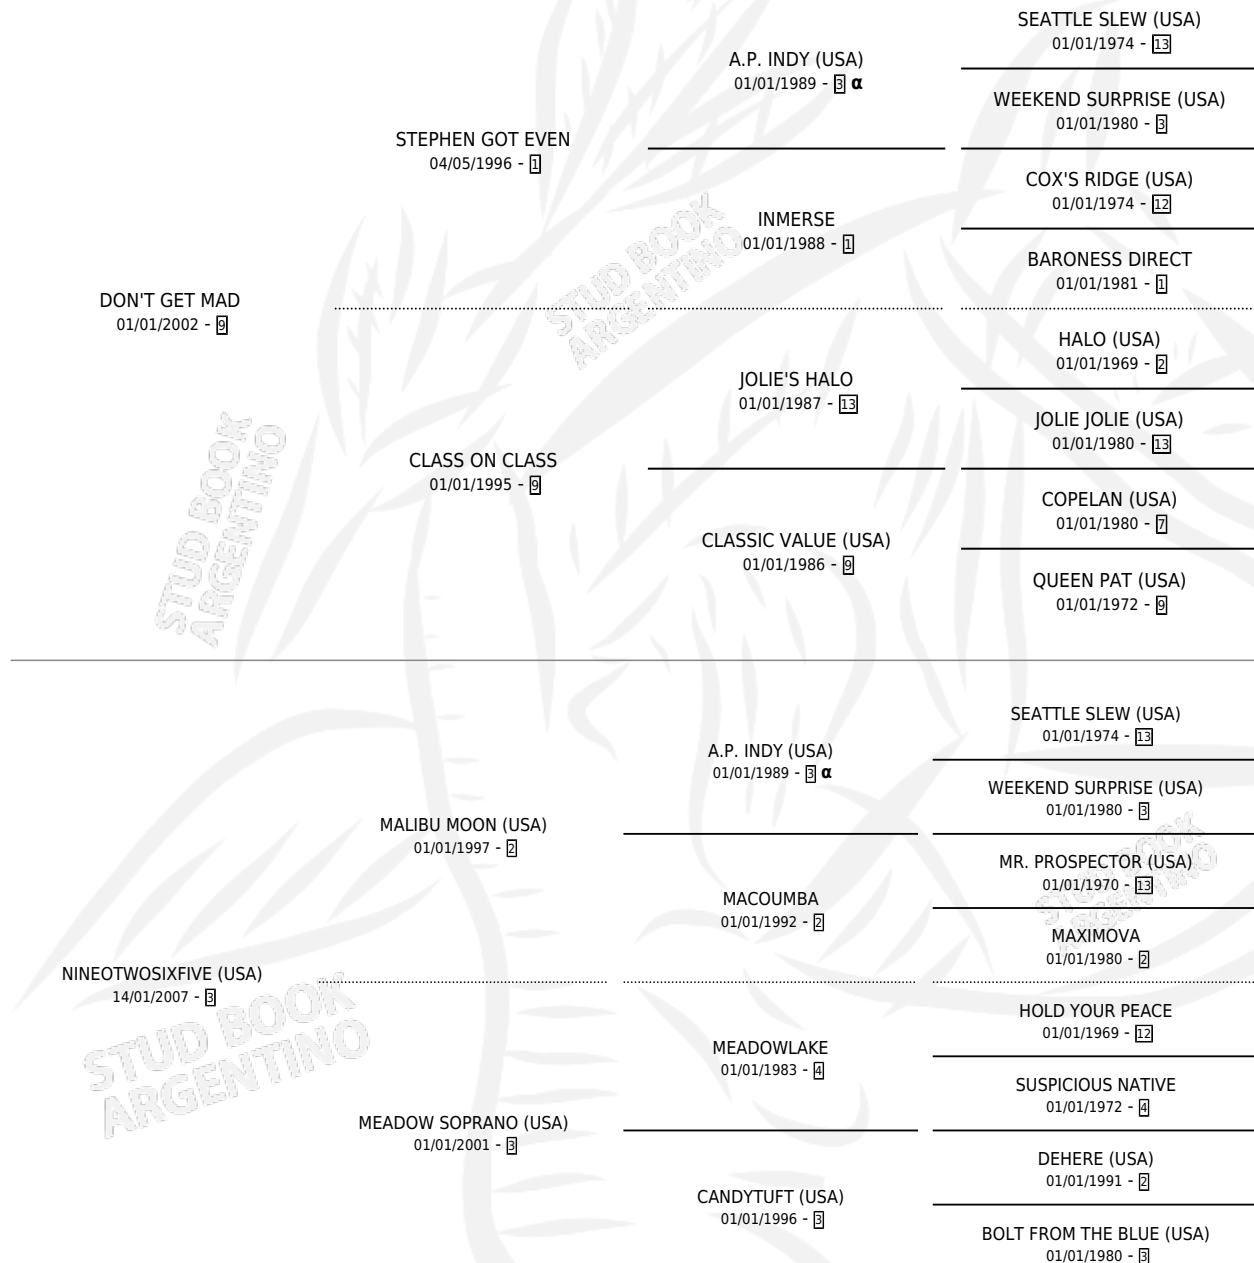 SEATTLE SLEW (USA)
01/01/1974 - 13
A.P. INDY (USA)
01/01/1989 - 3 α
WEEKEND SURPRISE (USA)
01/01/1980 - 3
STEPHEN GOT EVEN
04/05/1996 - 1
COX'S RIDGE (USA)
01/01/1974 - 12
INMERSE
01/01/1988 - 1
BARONESS DIRECT
01/01/1981 - 1
DON'T GET MAD
01/01/2002 - 9
HALO (USA)
01/01/1969 - 2
JOLIE'S HALO
01/01/1987 - 13
JOLIE JOLIE (USA)
01/01/1980 - 13
CLASS ON CLASS
01/01/1995 - 9
COPELAN (USA)
01/01/1980 - 7
CLASSIC VALUE (USA)
01/01/1986 - 9
QUEEN PAT (USA)
01/01/1972 - 9
SEATTLE SLEW (USA)
01/01/1974 - 13
A.P. INDY (USA)
01/01/1989 - 3 α
WEEKEND SURPRISE (USA)
01/01/1980 - 3
MALIBU MOON (USA)
01/01/1997 - 2
MR. PROSPECTOR (USA)
01/01/1970 - 13
MACOUMBA
01/01/1992 - 2
MAXIMOVA
01/01/1980 - 2
NINEOTWOSIXFIVE (USA)
14/01/2007 - 3
HOLD YOUR PEACE
01/01/1969 - 12
MEADOWLAKE
01/01/1983 - 4
SUSPICIOUS NATIVE
01/01/1972 - 4
MEADOW SOPRANO (USA)
01/01/2001 - 3
DEHERE (USA)
01/01/1991 - 2
CANDYTUFT (USA)
01/01/1996 - 3
BOLT FROM THE BLUE (USA)
01/01/1980 - 3
STUD BOOK
ARGENTINO
STUD BOOK
ARGENTINO
STUD BOOK
ARGENTINO
STUD BOOK
ARGENTINO